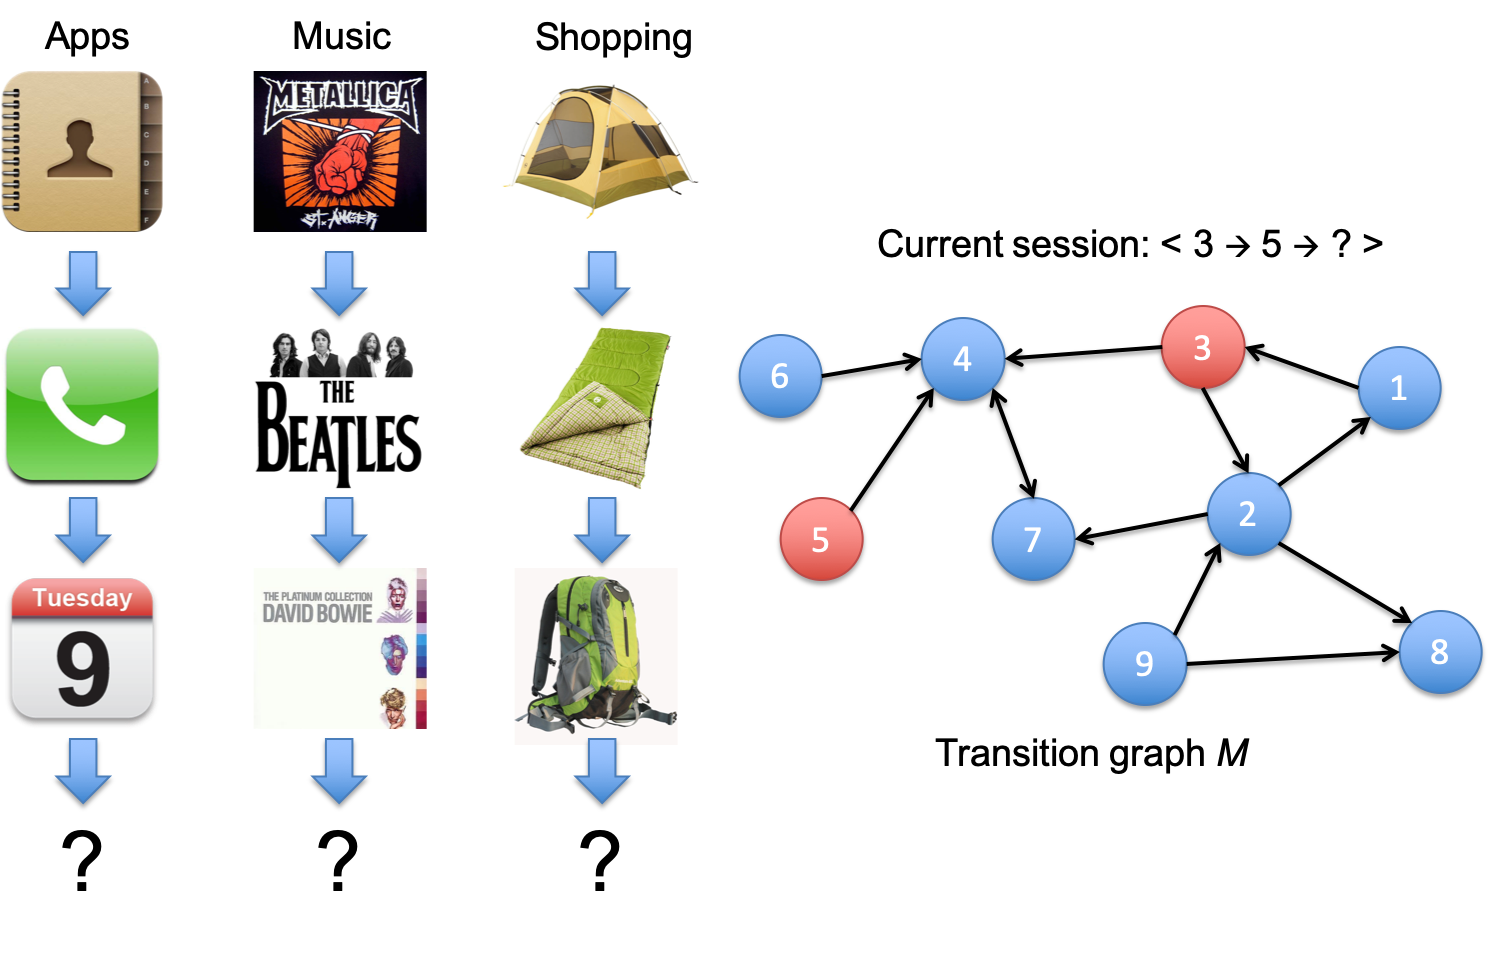 Apps
Music
Shopping
A
B
C
D
E
F
METALLICA
ST. ANGER
THE
BEATLES
Tuesday
9
THE PLATINUM COLLECTION
DAVID BOWIE
?
?
?
Current session: < 3 → 5 → ? >
6
4
3
1
5
7
2
9
8
Transition graph M